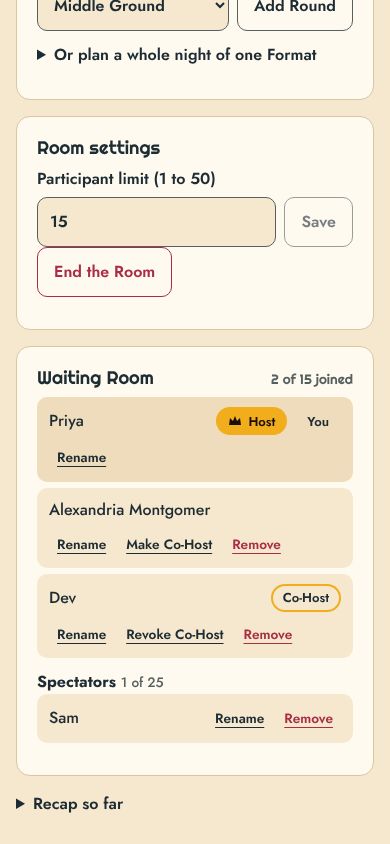 Middle Ground
Add Round
Or plan a whole night of one Format
Room settings
Participant limit (1 to 50)
15
Save
End the Room
Waiting Room
2 of 15 joined
Priya
Host
You
Rename
Alexandria Montgomer
Rename Make Co-Host Remove
Dev
Co-Host
Rename Revoke Co-Host Remove
Spectators 1 of 25
Sam
Rename Remove
Recap so far